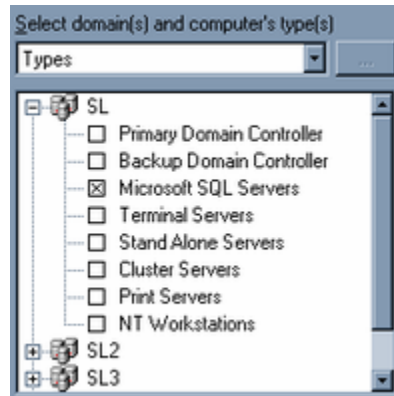 Select domain(s) and computer's type(s)
Types
...
SL
Primary Domain Controller
Backup Domain Controller
Microsoft SQL Servers
Terminal Servers
Stand Alone Servers
Cluster Servers
Print Servers
NT Workstations
SL2
SL3